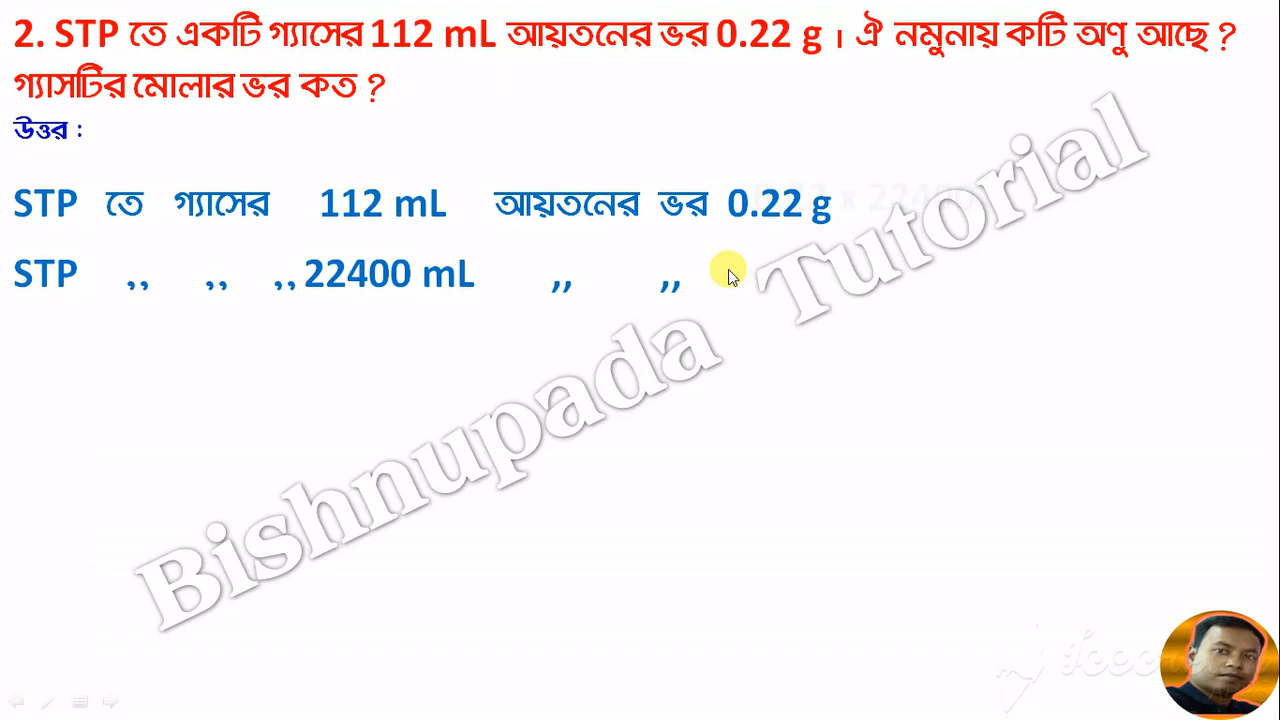 2. STP তে একটি গ্যাসের 112 mL আয়তনের ভর 0.22 g । ঐ নমুনায় কটি অণু আছে ?
গ্যাসটির মোলার ভর কত ?
উত্তর :
STP তে গ্যাসের 112 mL আয়তনের ভর 0.22 g
STP ,, ,, ,, 22400 mL ,, ,,
Bishnupada Tutorial